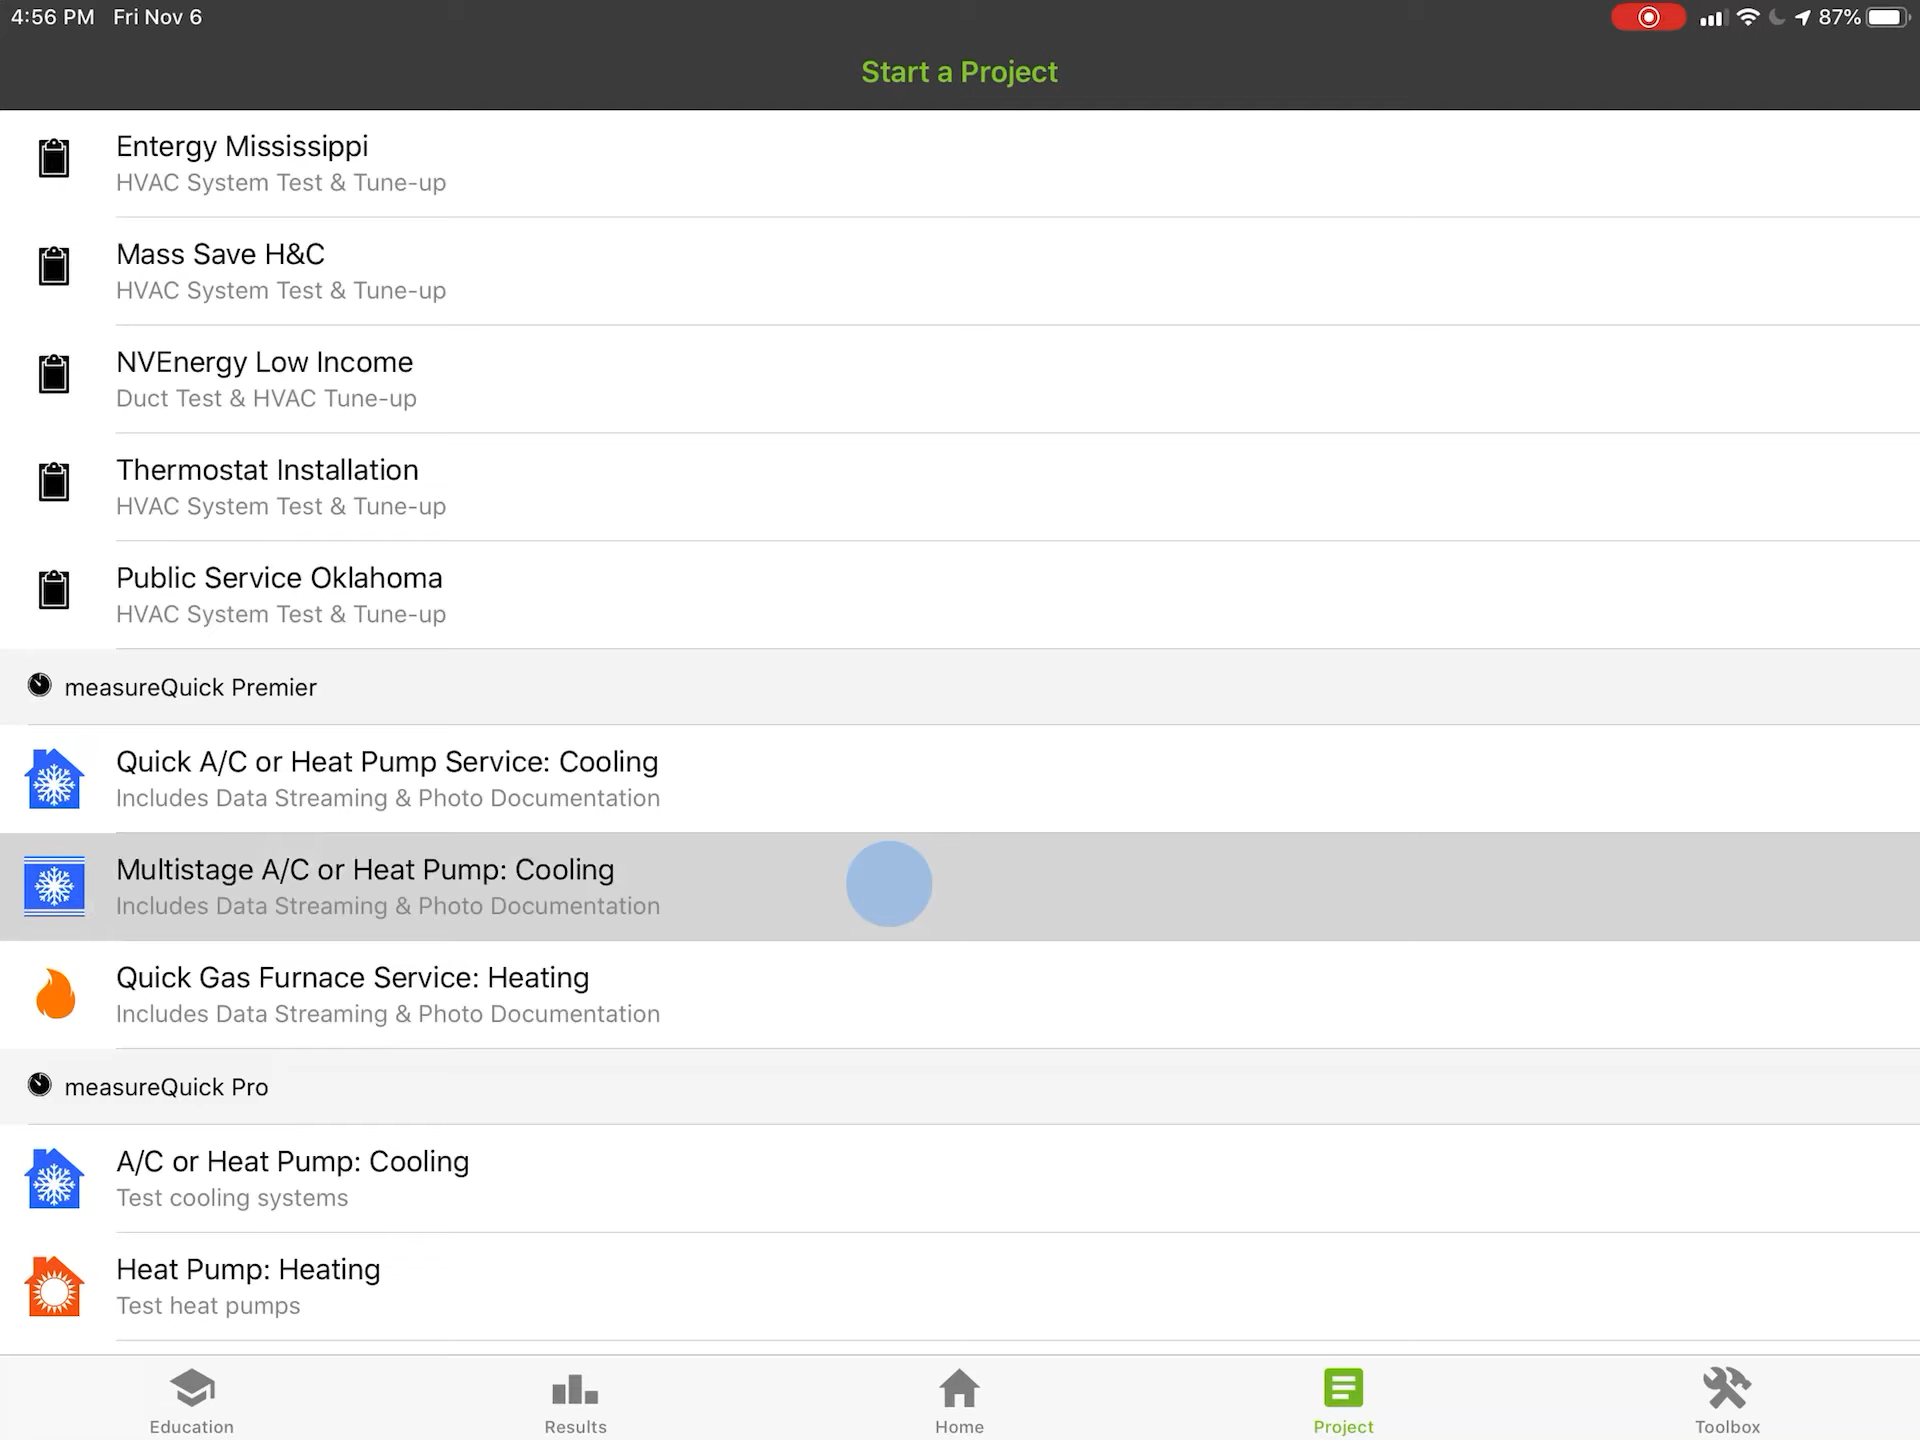 4:56 PM Fri Nov 6
87%
Start a Project
Entergy Mississippi
HVAC System Test & Tune-up
Mass Save H&C
HVAC System Test & Tune-up
NVEnergy Low Income
Duct Test & HVAC Tune-up
Thermostat Installation
HVAC System Test & Tune-up
Public Service Oklahoma
HVAC System Test & Tune-up
measureQuick Premier
Quick A/C or Heat Pump Service: Cooling
Includes Data Streaming & Photo Documentation
Multistage A/C or Heat Pump: Cooling
Includes Data Streaming & Photo Documentation
Quick Gas Furnace Service: Heating
Includes Data Streaming & Photo Documentation
measureQuick Pro
A/C or Heat Pump: Cooling
Test cooling systems
Heat Pump: Heating
Test heat pumps
Education
Results
Home
Project
Toolbox